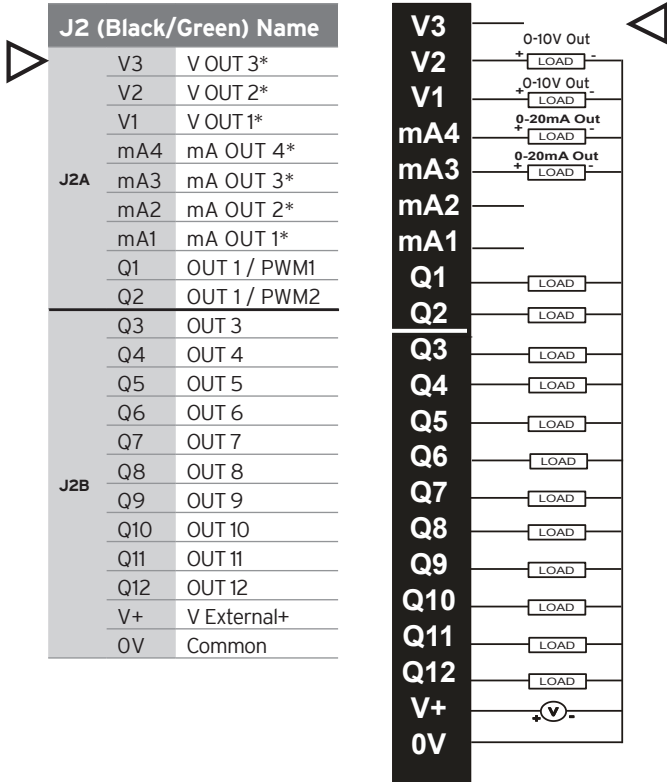 J2 (Black/Green) Name
V3 V OUT 3*
V2 V OUT 2*
V1 V OUT 1*
mA4 mA OUT 4*
J2A mA3 mA OUT 3*
mA2 mA OUT 2*
mA1 mA OUT 1*
Q1 OUT 1 / PWM1
Q2 OUT 1 / PWM2
Q3 OUT 3
Q4 OUT 4
Q5 OUT 5
Q6 OUT 6
Q7 OUT 7
Q8 OUT 8
J2B
Q9 OUT 9
Q10 OUT 10
Q11 OUT 11
Q12 OUT 12
V+ V External+
0V Common
V3
0-10V Out
V2 + LOAD -
0-10V Out
V1 + LOAD -
0-20mA Out
mA4 + LOAD -
0-20mA Out
mA3 + LOAD -
mA2
mA1
Q1 LOAD
Q2 LOAD
Q3 LOAD
Q4 LOAD
Q5 LOAD
Q6 LOAD
Q7 LOAD
Q8 LOAD
Q9 LOAD
Q10 LOAD
Q11 LOAD
Q12 LOAD
V+ + V -
0V